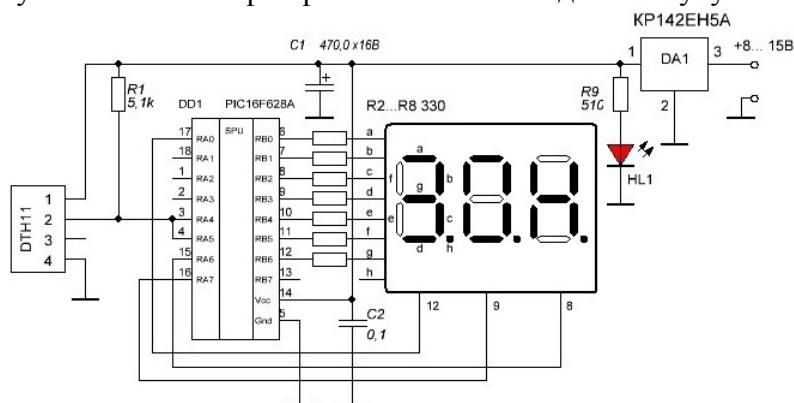 КР142ЕН5А
C1 470,0 x16В
+
1
DA1
3
+8... 15В
2
R1
5,1k
DD1 PIC16F628A
R2...R8 330
R9
510
HL1
SPU
17 RA0
18 RA1
1 RA2
2 RA3
3 RA4
4 RA5
15 RA6
16 RA7
RB0 6
RB1 7
RB2 8
RB3 9
RB4 10
RB5 11
RB6 12
RB7 13
Vcc 14
Gnd 5
a
b
c
d
e
f
g
h
a
f
g
b
e
c
d
h
DTH11
1
2
3
4
12
9
8
C2
0,1